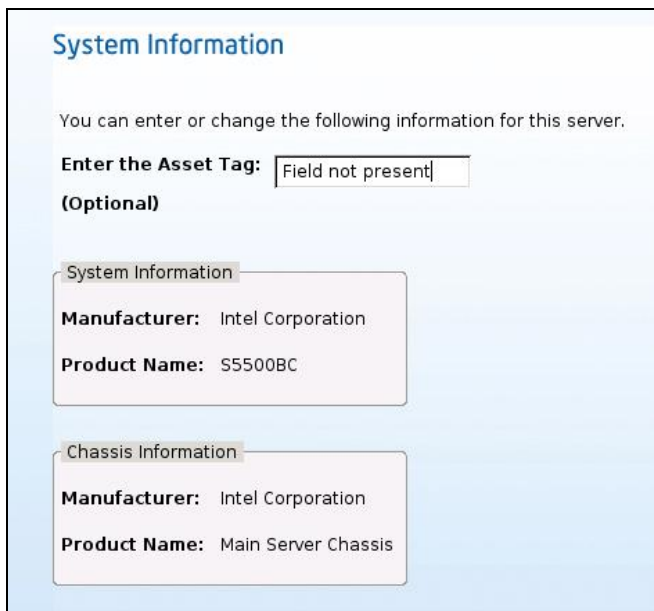 System Information
You can enter or change the following information for this server.
Enter the Asset Tag: Field not present
(Optional)
System Information
Manufacturer: Intel Corporation
Product Name: S5500BC
Chassis Information
Manufacturer: Intel Corporation
Product Name: Main Server Chassis